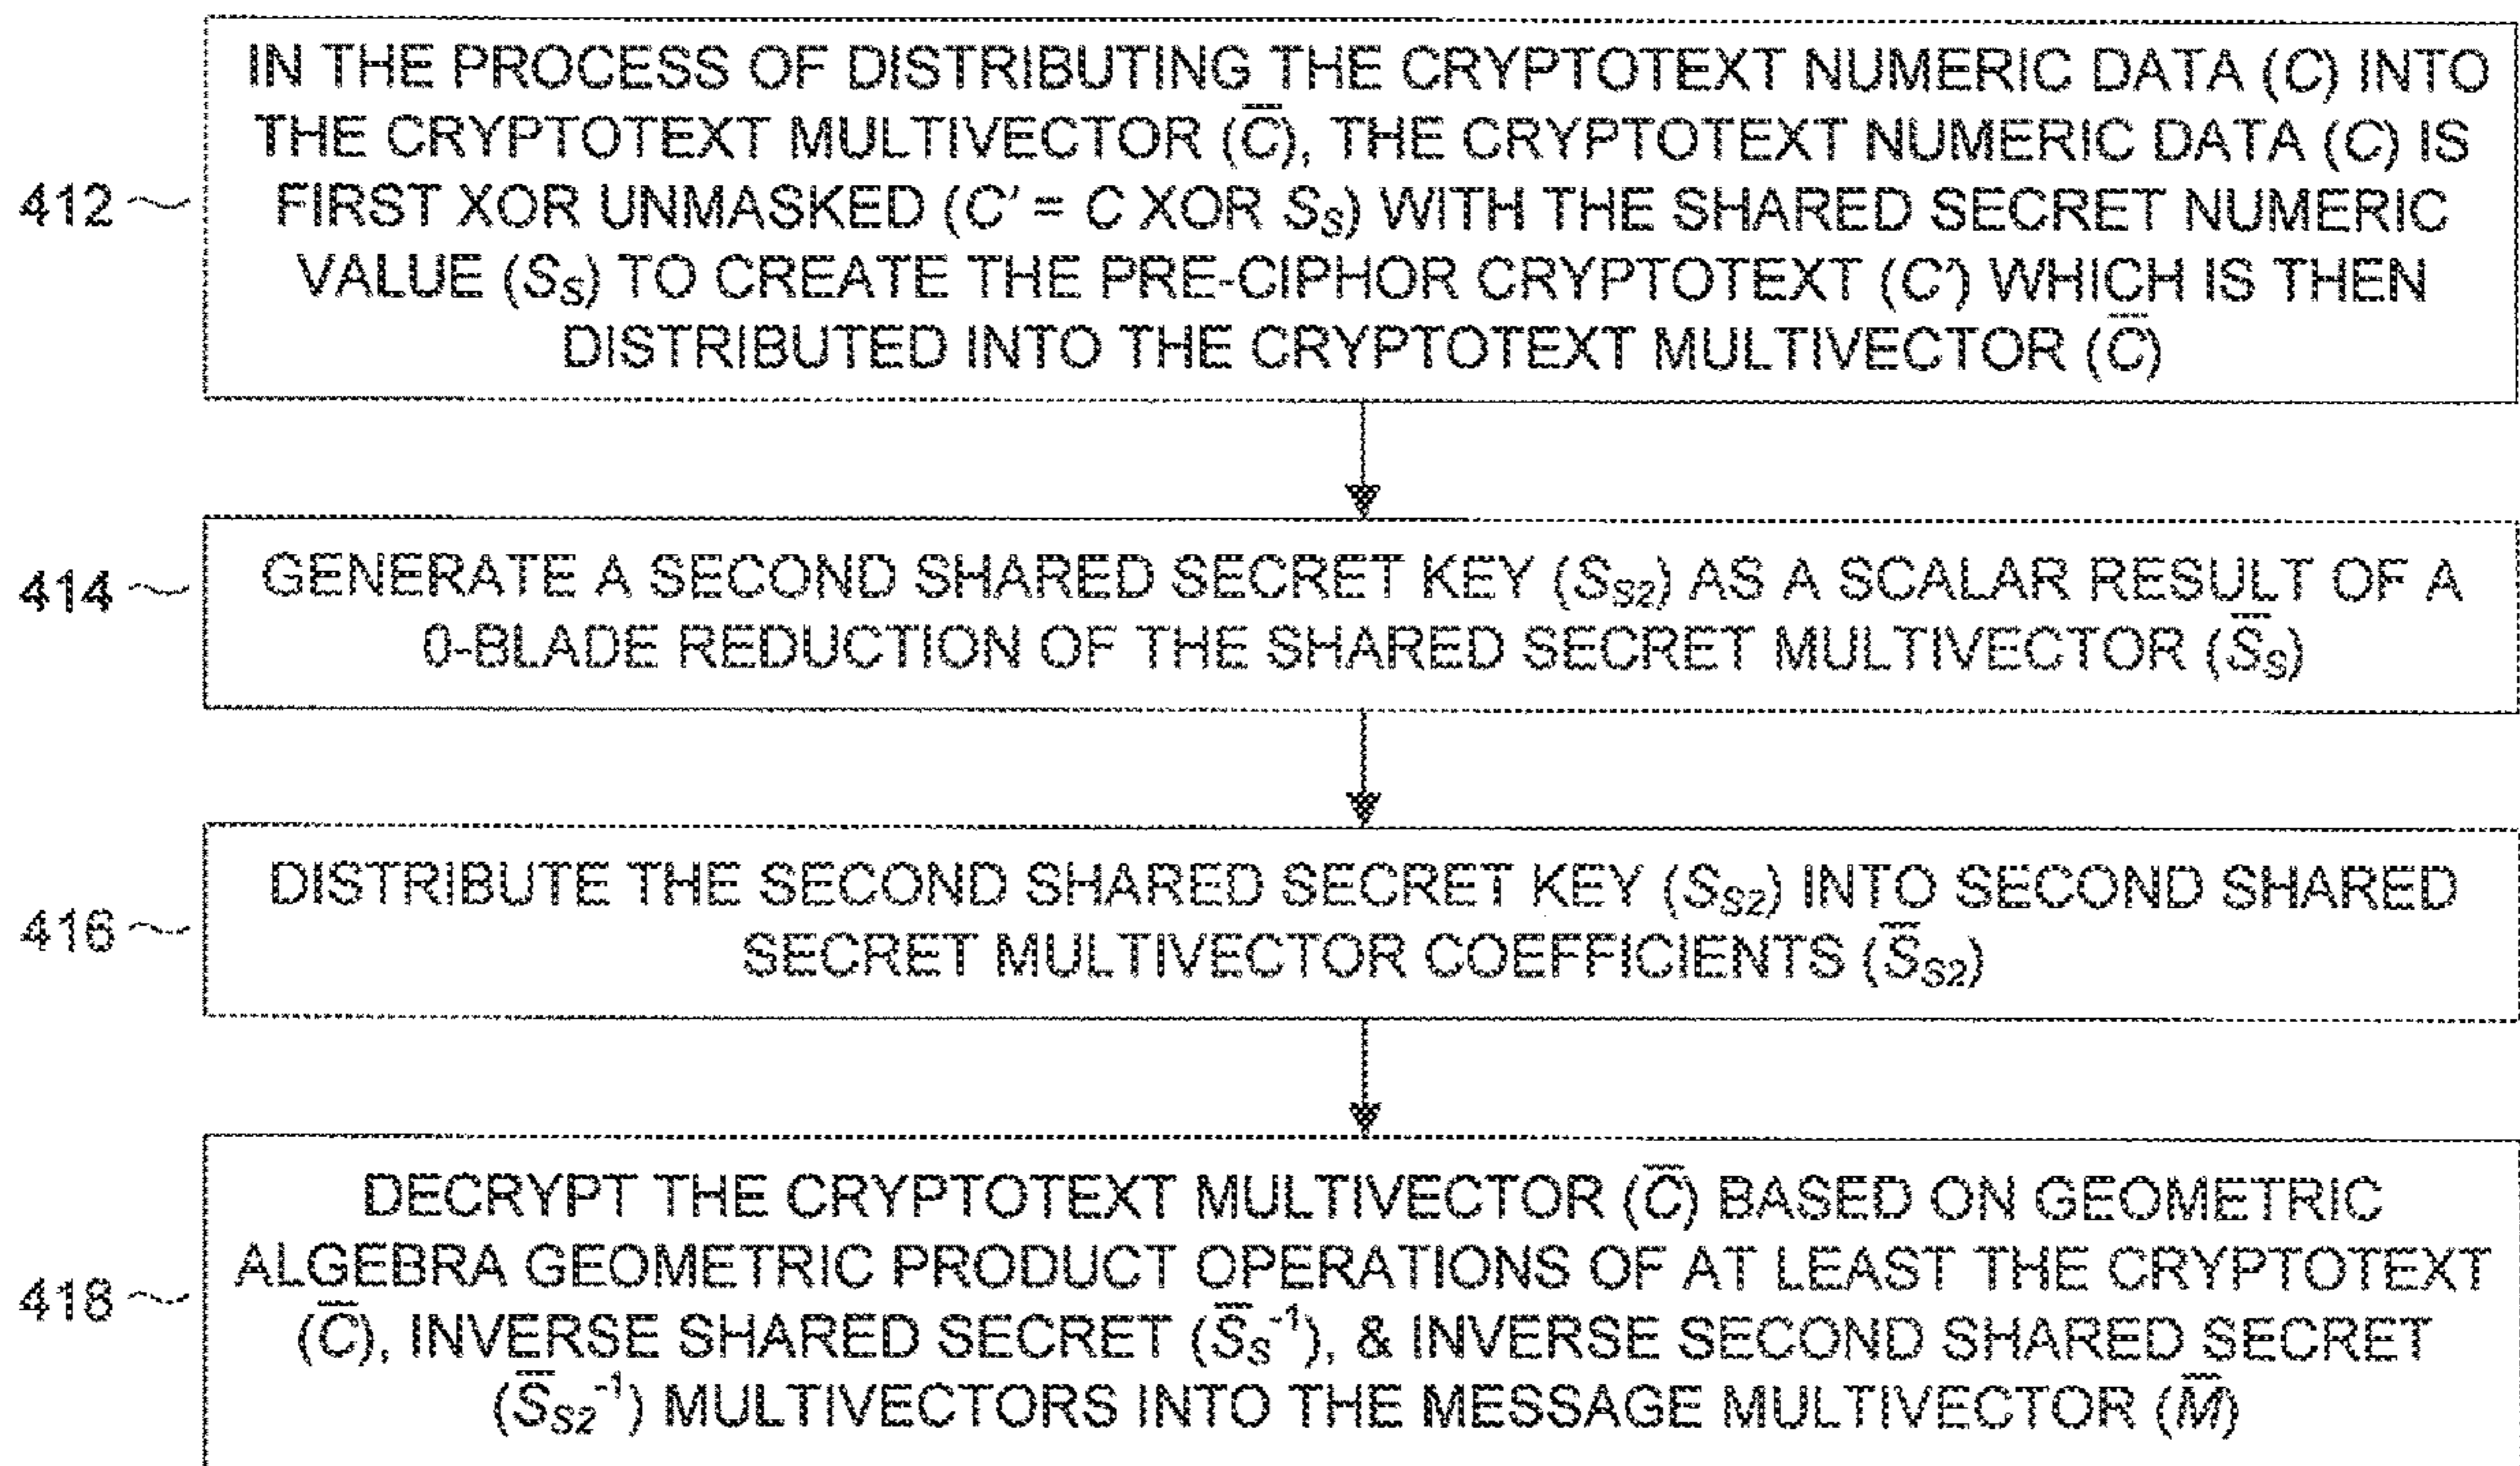 IN THE PROCESS OF DISTRIBUTING THE CRYPTOTEXT NUMERIC DATA (C) INTO
THE CRYPTOTEXT MULTIVECTOR (C̅), THE CRYPTOTEXT NUMERIC DATA (C) IS
412 ~ FIRST XOR UNMASKED (C' = C XOR S_S) WITH THE SHARED SECRET NUMERIC
VALUE (S_S) TO CREATE THE PRE-CIPHOR CRYPTOTEXT (C') WHICH IS THEN
DISTRIBUTED INTO THE CRYPTOTEXT MULTIVECTOR (C̅)
414 ~ GENERATE A SECOND SHARED SECRET KEY (S_S2) AS A SCALAR RESULT OF A
0-BLADE REDUCTION OF THE SHARED SECRET MULTIVECTOR (S̅_S)
416 ~ DISTRIBUTE THE SECOND SHARED SECRET KEY (S_S2) INTO SECOND SHARED
SECRET MULTIVECTOR COEFFICIENTS (S̅_S2)
DECRYPT THE CRYPTOTEXT MULTIVECTOR (C̅) BASED ON GEOMETRIC
ALGEBRA GEOMETRIC PRODUCT OPERATIONS OF AT LEAST THE CRYPTOTEXT
418 ~ (C̅), INVERSE SHARED SECRET (S̅_S⁻¹), & INVERSE SECOND SHARED SECRET
(S̅_S2⁻¹) MULTIVECTORS INTO THE MESSAGE MULTIVECTOR (M̅)